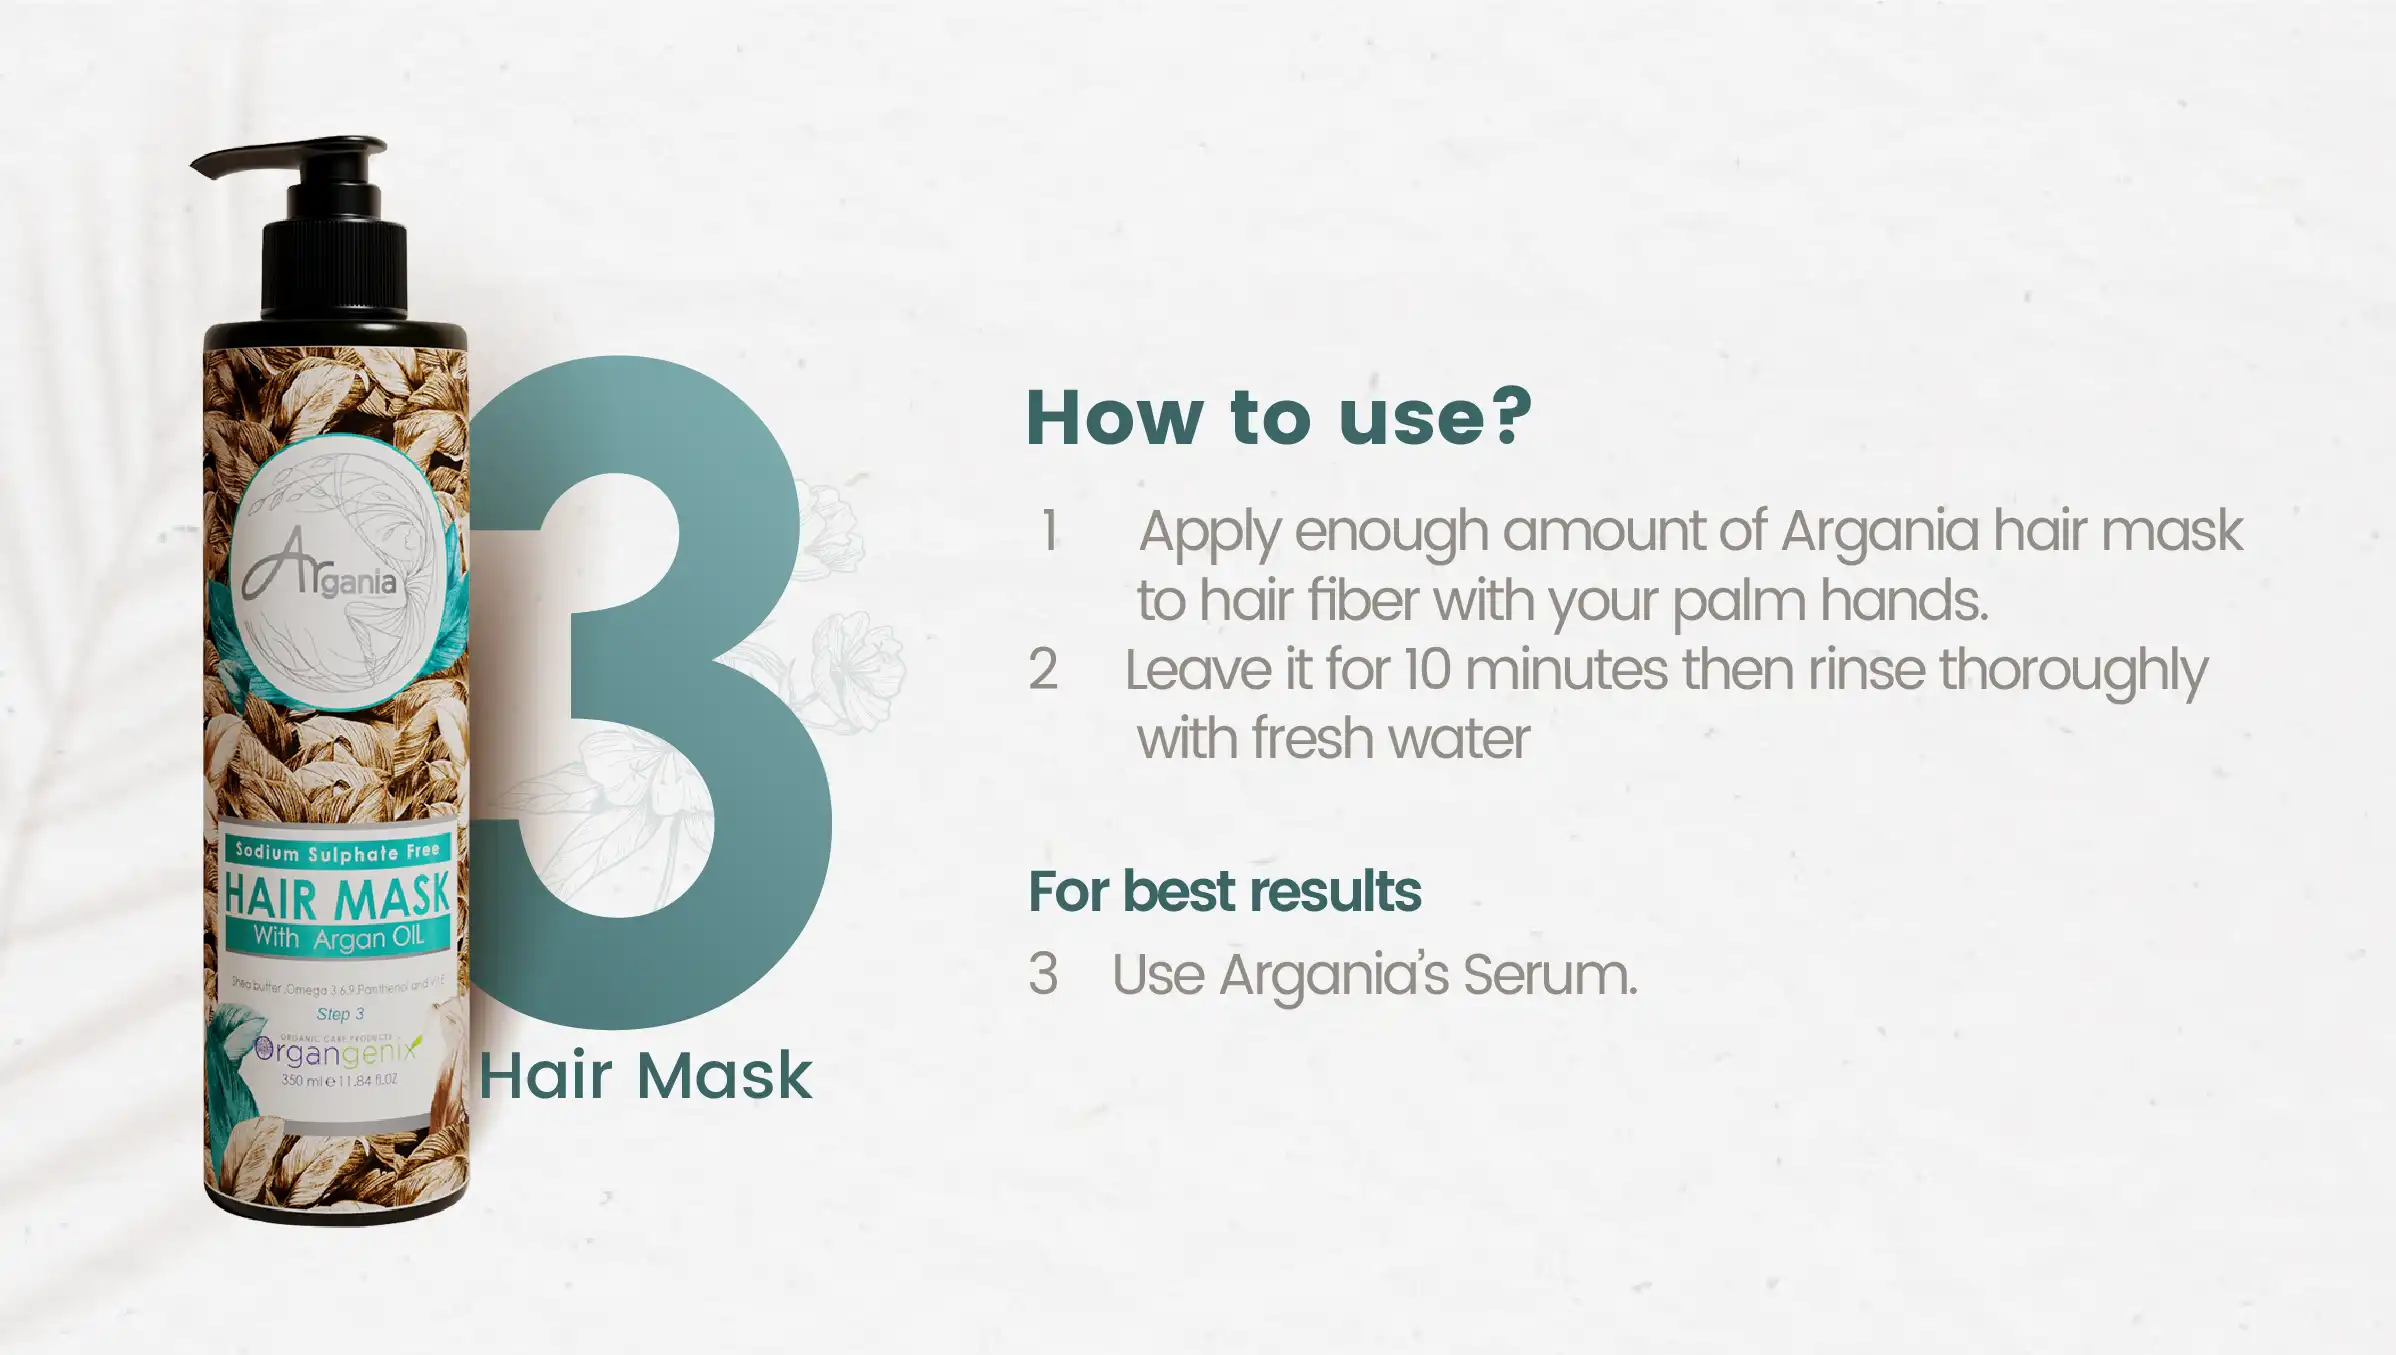 Argania
Sodium Sulphate Free
HAIR MASK
With Argan OIL
Shea butter ,Omega 3.6.9,Panthenol and Vit E
Step 3
ORGANIC CARE PRODUCTS
Organgenix
350 ml e 11.84 fl.OZ
3
Hair Mask
How to use?
1 Apply enough amount of Argania hair mask
to hair fiber with your palm hands.
2 Leave it for 10 minutes then rinse thoroughly
with fresh water
For best results
3 Use Argania’s Serum.